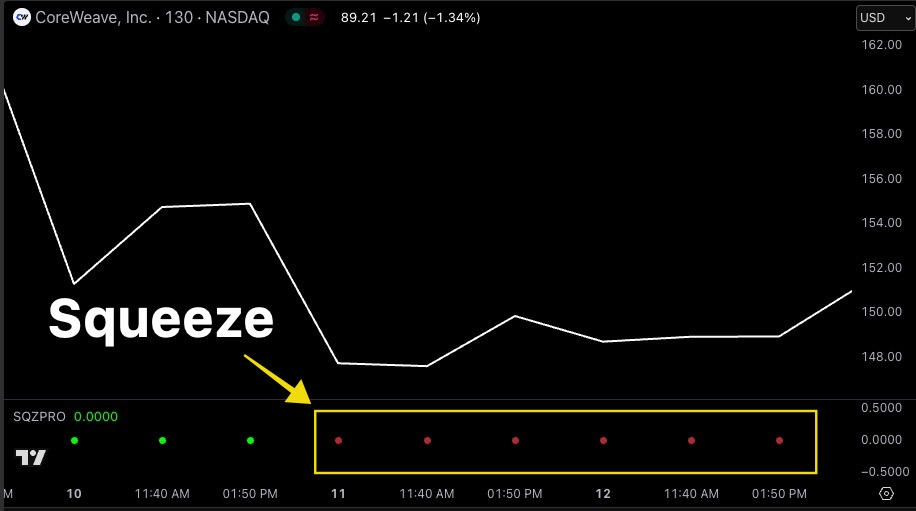 CW CoreWeave, Inc. · 130 · NASDAQ 89.21 −1.21 (−1.34%)
USD
162.00
160.00
158.00
156.00
154.00
152.00
150.00
148.00
Squeeze
SQZPRO 0.0000
0.5000
0.0000
−0.5000
M 10 11:40 AM 01:50 PM 11 11:40 AM 01:50 PM 12 11:40 AM 01:50 PM